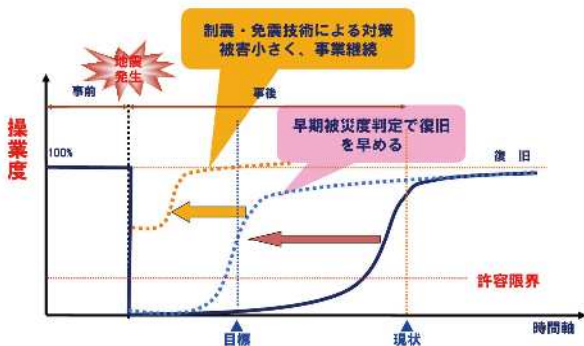 制震・免震技術による対策
被害小さく、事業継続
地震
発生
事前
事後
操業度
100%
早期被災度判定で復旧
を早める
復 旧
許容限界
目標
現状
時間軸